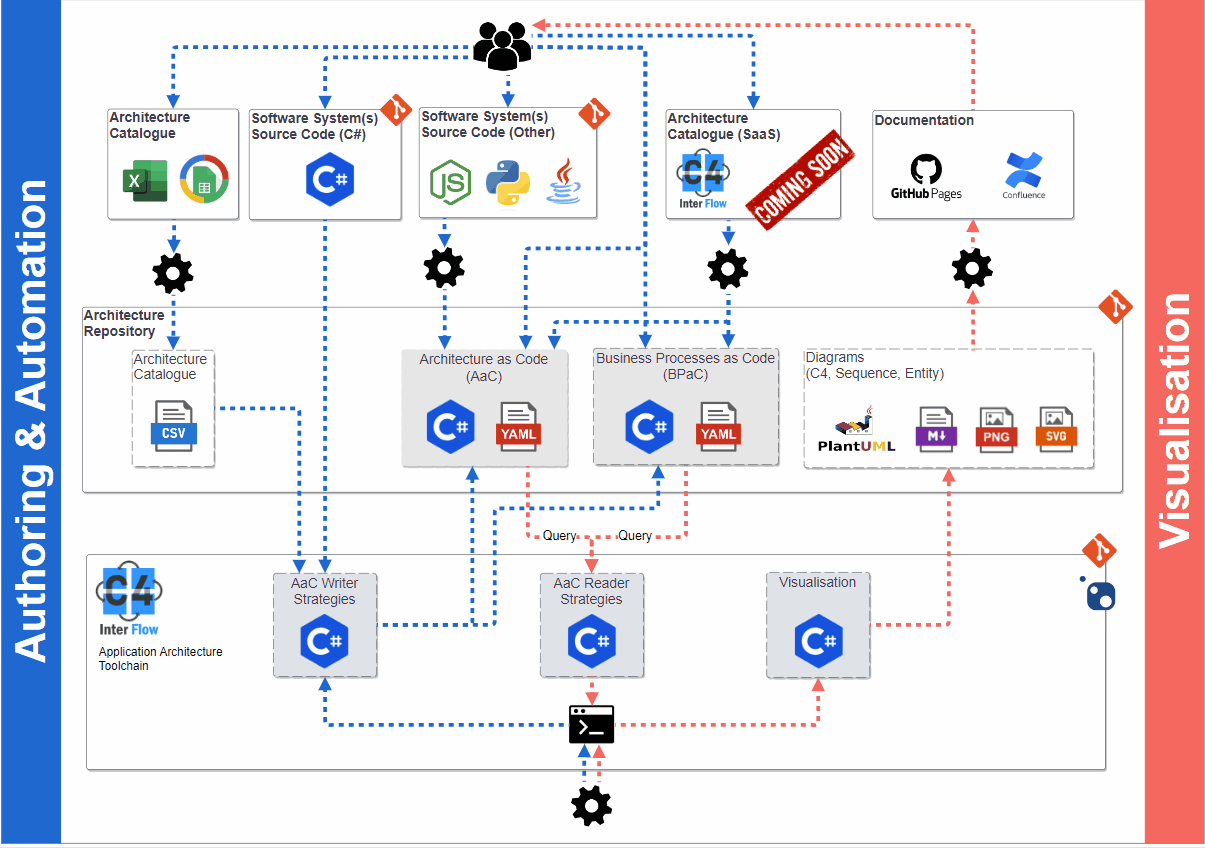 Authoring & Automation
Visualisation
Architecture
Catalogue
X
Software System(s)
Source Code (C#)
C#
Software System(s)
Source Code (Other)
JS
Architecture
Catalogue (SaaS)
C4
Inter Flow
COMING SOON
Documentation
GitHub Pages
Confluence
Architecture
Repository
Architecture
Catalogue
CSV
Architecture as Code
(AaC)
C#
YAML
Business Processes as Code
(BPaC)
C#
YAML
Diagrams
(C4, Sequence, Entity)
PlantUML
M↓
PNG
SVG
Query
Query
C4
Inter Flow
Application Architecture
Toolchain
AaC Writer
Strategies
C#
AaC Reader
Strategies
C#
Visualisation
C#
>_